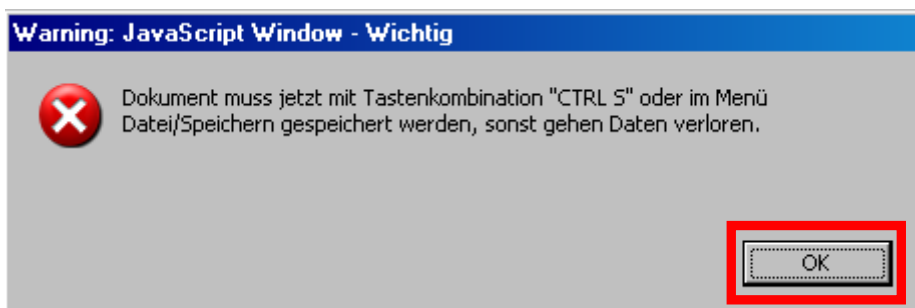 Warning: JavaScript Window - Wichtig
Dokument muss jetzt mit Tastenkombination "CTRL S" oder im Menü
Datei/Speichern gespeichert werden, sonst gehen Daten verloren.
OK